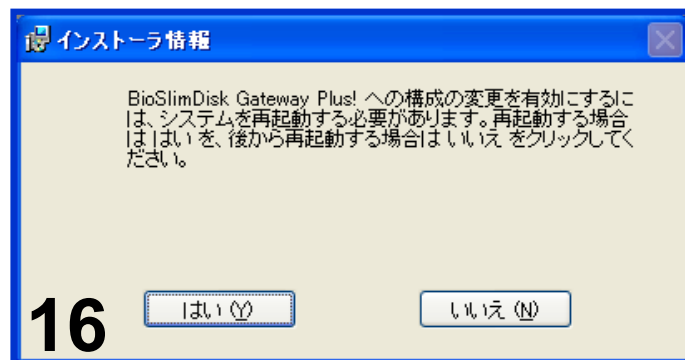 インストーラ情報
BioSlimDisk Gateway Plus! への構成の変更を有効にするに
は、システムを再起動する必要があります。再起動する場合
は はい を、後から再起動する場合は いいえ をクリックしてく
ださい。
はい (Y)
いいえ (N)
16